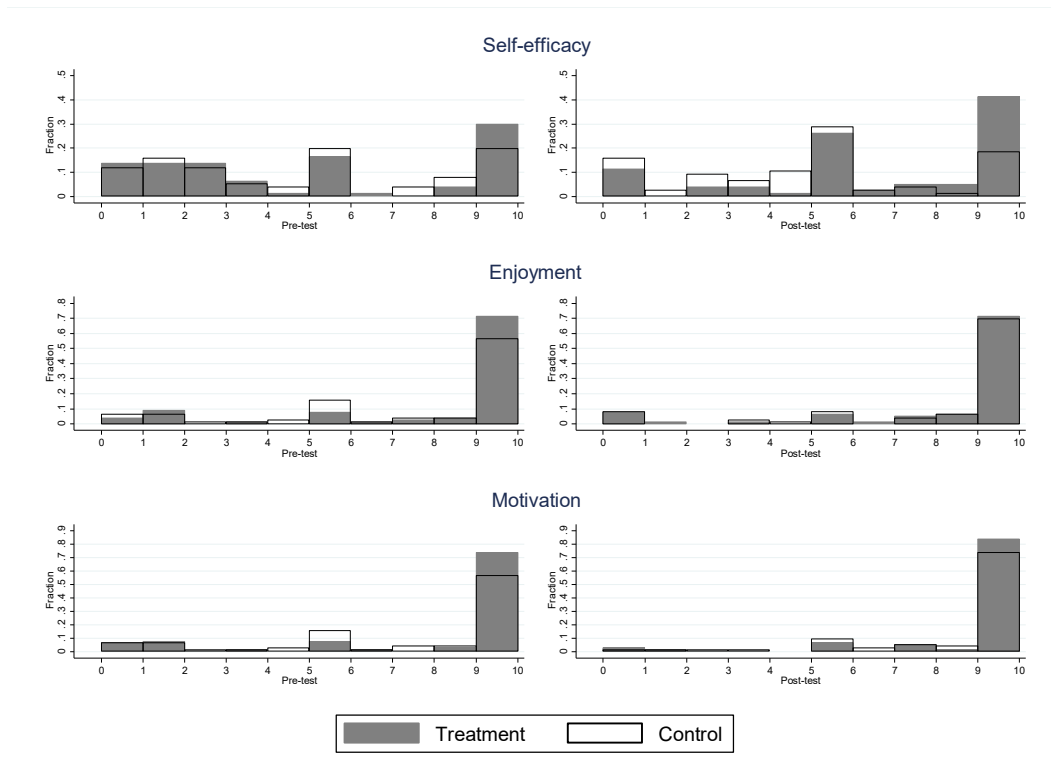 Self-efficacy
Fraction
0 .1 .2 .3 .4 .5
0 1 2 3 4 5 6 7 8 9 10
Pre-test
Fraction
0 .1 .2 .3 .4 .5
0 1 2 3 4 5 6 7 8 9 10
Post-test
Enjoyment
Fraction
0 .1 .2 .3 .4 .5 .6 .7 .8
0 1 2 3 4 5 6 7 8 9 10
Pre-test
Fraction
0 .1 .2 .3 .4 .5 .6 .7 .8
0 1 2 3 4 5 6 7 8 9 10
Post-test
Motivation
Fraction
0 .1 .2 .3 .4 .5 .6 .7 .8 .9
0 1 2 3 4 5 6 7 8 9 10
Pre-test
Fraction
0 .1 .2 .3 .4 .5 .6 .7 .8 .9
0 1 2 3 4 5 6 7 8 9 10
Post-test
Treatment Control